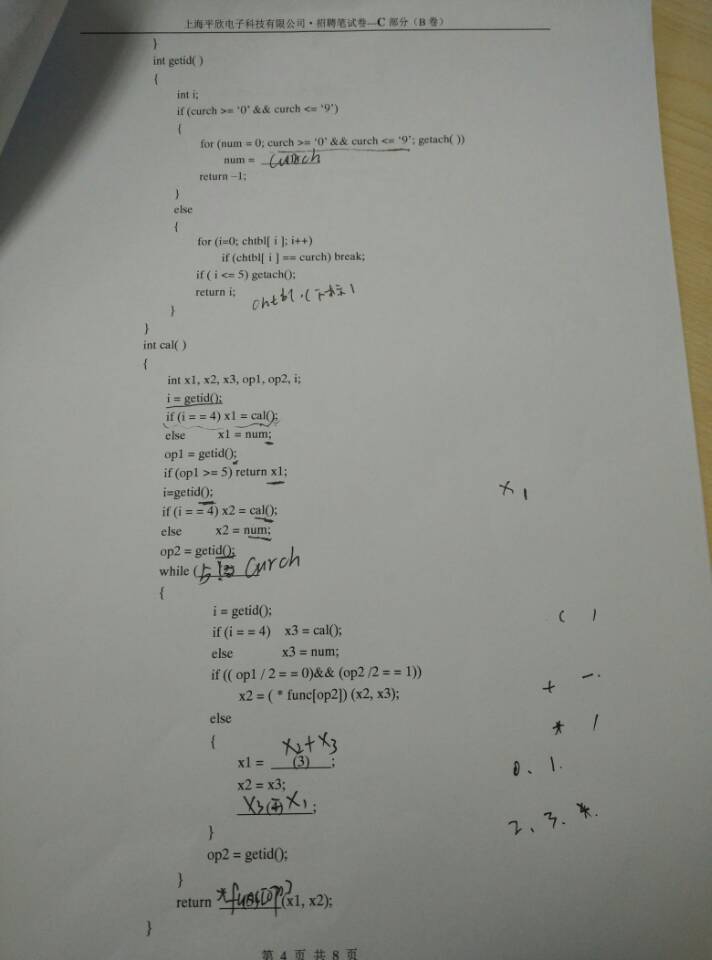 上海平欣电子科技有限公司·招聘笔试卷—C 部分（B 卷）
}
int getid( )
{
int i;
if (curch >= ‘0’ && curch <= ‘9’)
{
for (num = 0; curch >= ‘0’ && curch <= ‘9’; getach( ))
num = curch
return –1;
}
else
{
for (i=0; chtbl[ i ]; i++)
if (chtbl[ i ] == curch) break;
if ( i <= 5) getach();
return i;
chtbl
}
}
int cal( )
{
int x1, x2, x3, op1, op2, i;
i = getid();
if (i = = 4) x1 = cal();
else x1 = num;
op1 = getid();
if (op1 >= 5) return x1;
i=getid();
x1
if (i = = 4) x2 = cal();
else x2 = num;
op2 = getid();
while ( curch
{
i = getid();
( )
if (i = = 4) x3 = cal();
else x3 = num;
if (( op1 / 2 = = 0)&& (op2 /2 = = 1))
+ -.
x2 = ( * func[op2]) (x2, x3);
else
* /
{
x2+x3
x1 = (3) ;
0、1.
x2 = x3;
x3 (4) x1 ;
2、3.*.
}
op2 = getid();
}
return *func[op](x1, x2);
}
第 4 页 共 8 页